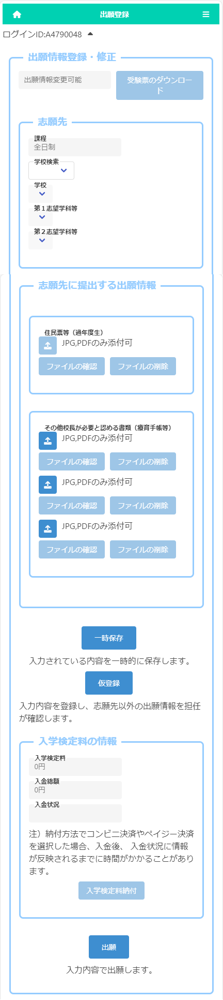 出願登録
ログインID:A4790048
出願情報登録・修正
出願情報変更可能
受験票のダウンロー
ド
志願先
課程
全日制
学校検索
学校
第１志望学科等
第２志望学科等
志願先に提出する出願情報
住民票等（過年度生）
JPG,PDFのみ添付可
ファイルの確認 ファイルの削除
その他校長が必要と認める書類（療育手帳等）
JPG,PDFのみ添付可
ファイルの確認 ファイルの削除
JPG,PDFのみ添付可
ファイルの確認 ファイルの削除
JPG,PDFのみ添付可
ファイルの確認 ファイルの削除
一時保存
入力されている内容を一時的に保存します。
仮登録
入力内容を登録し、志願先以外の出願情報を担任
が確認します。
入学検定料の情報
入学検定料
0円
入金総額
0円
入金状況
注）納付方法でコンビニ決済やペイジー決済
を選択した場合、入金後、 入金状況に情報
が反映されるまでに時間がかかることがあり
ます。
入学検定料納付
出願
入力内容で出願します。